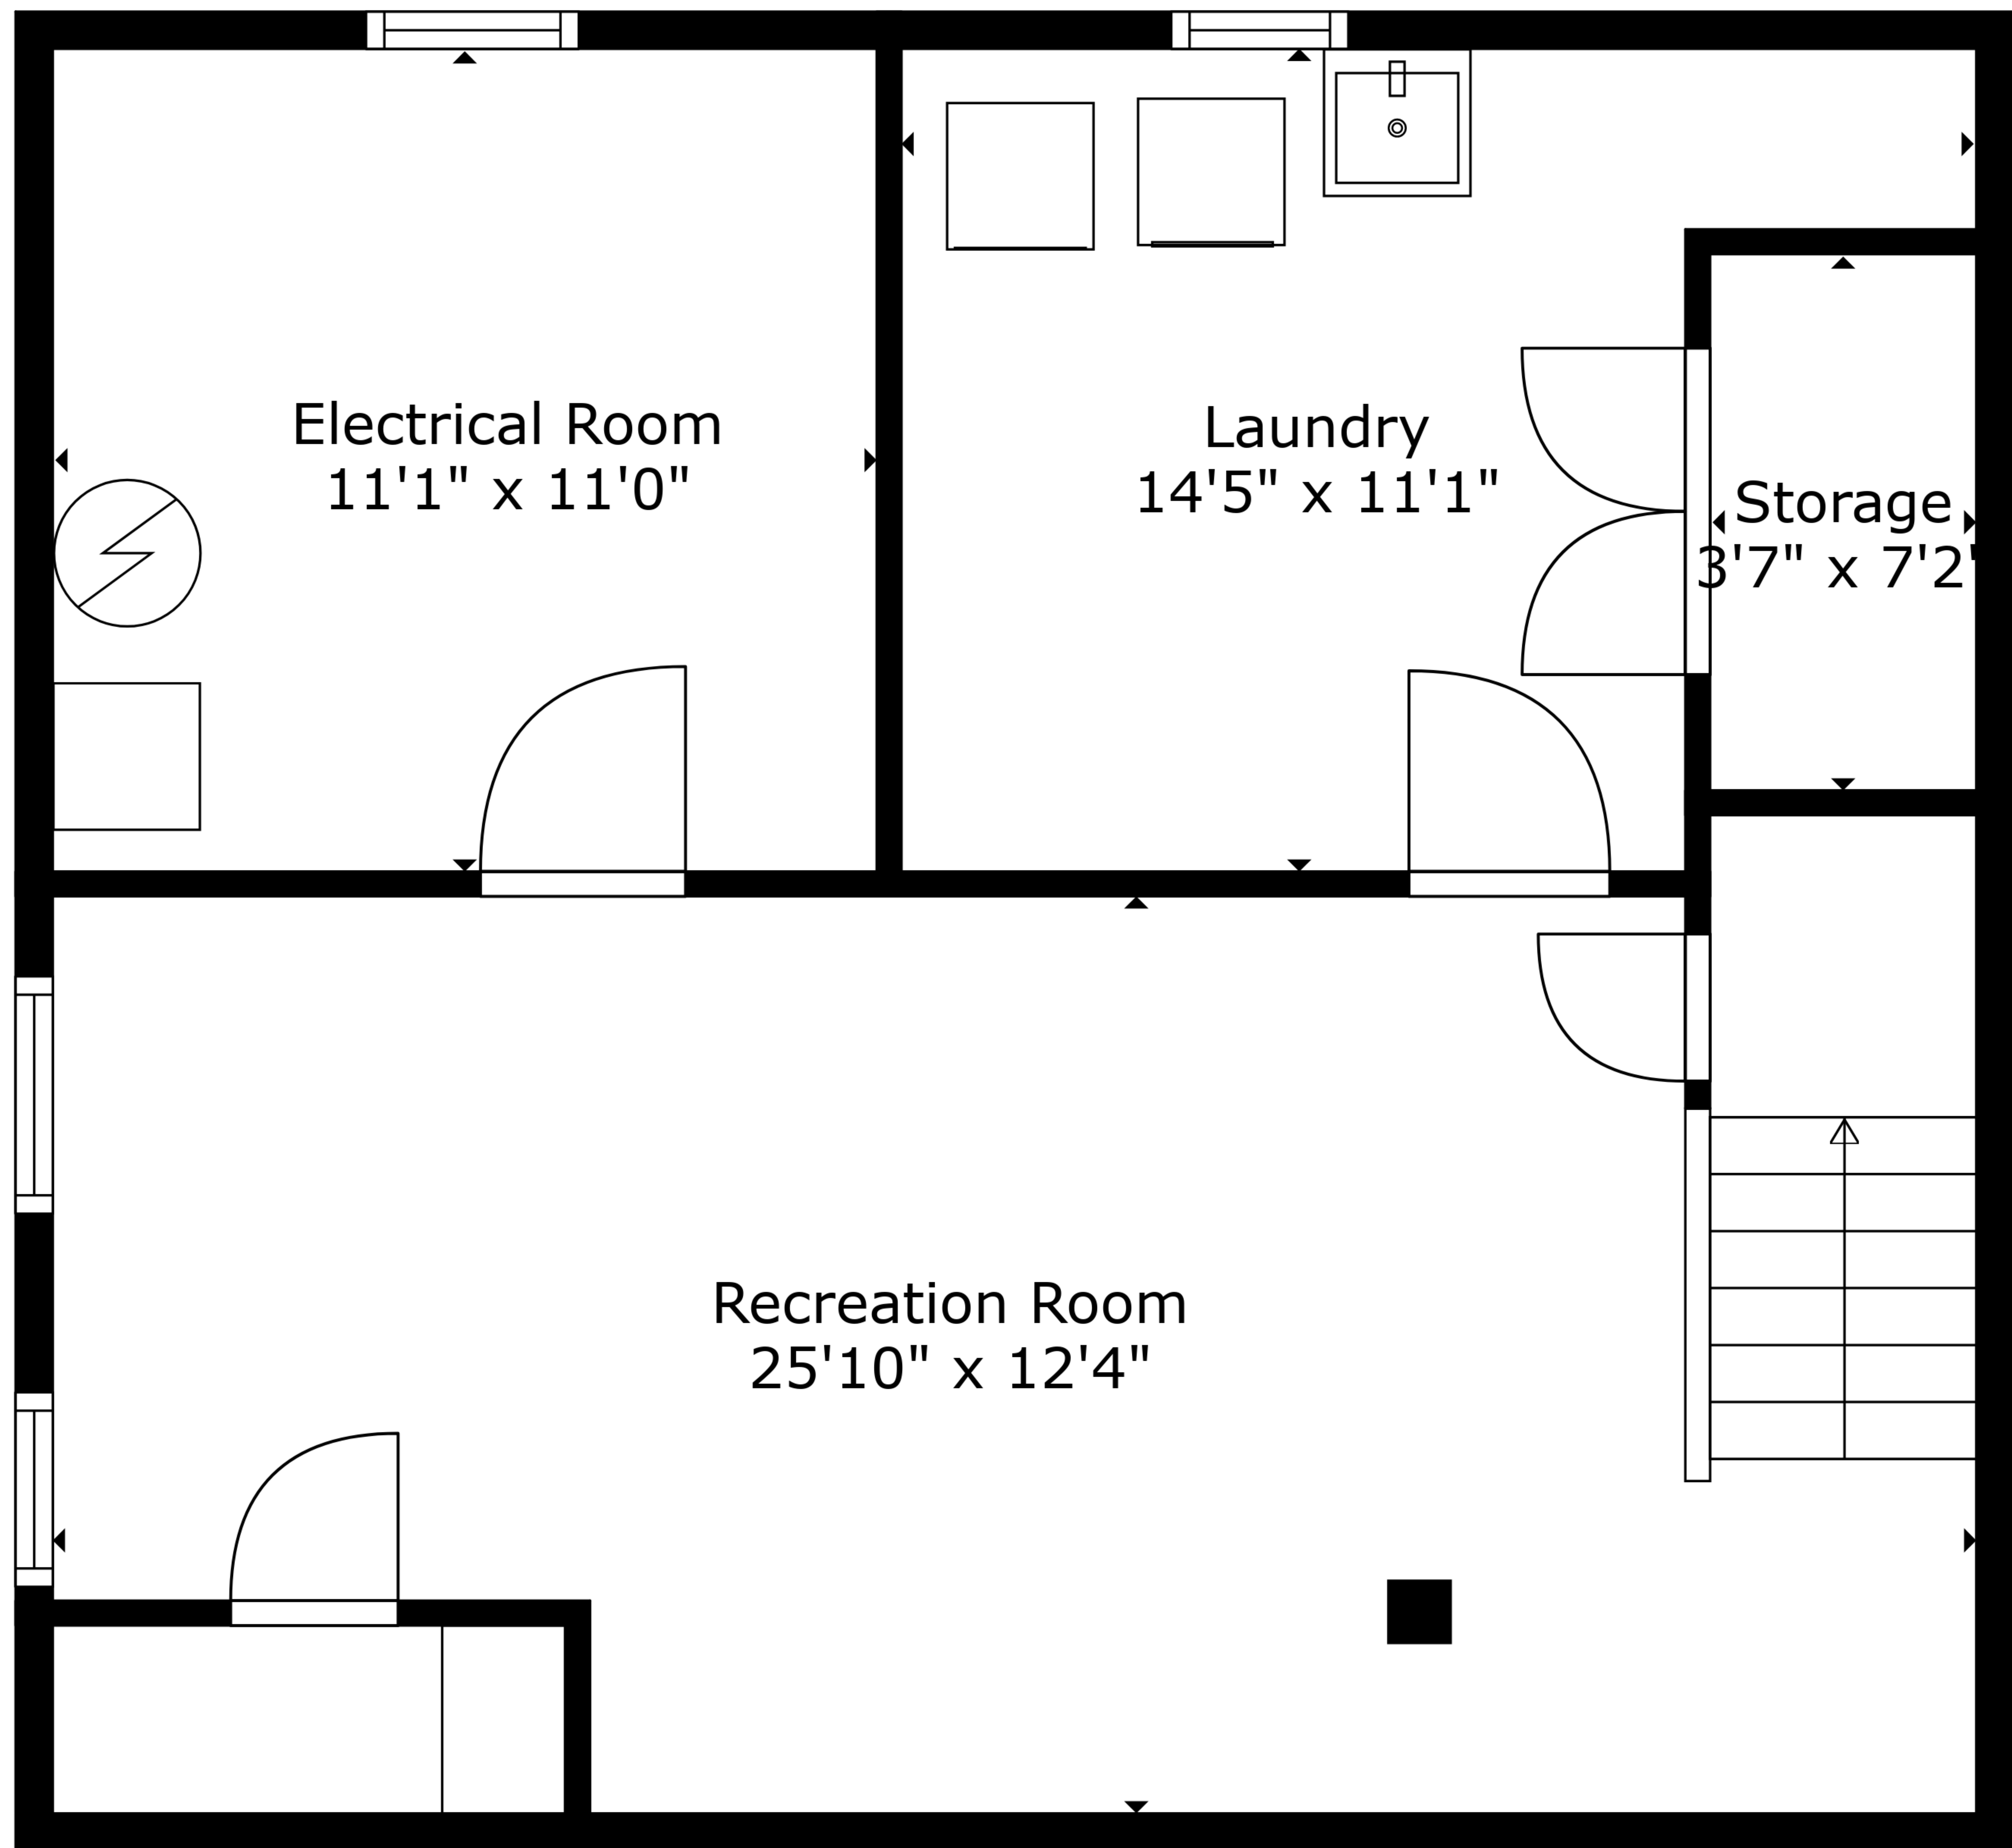 Electrical Room
11'1" x 11'0"
Laundry
14'5" x 11'1"
Storage
3'7" x 7'2"
Recreation Room
25'10" x 12'4"